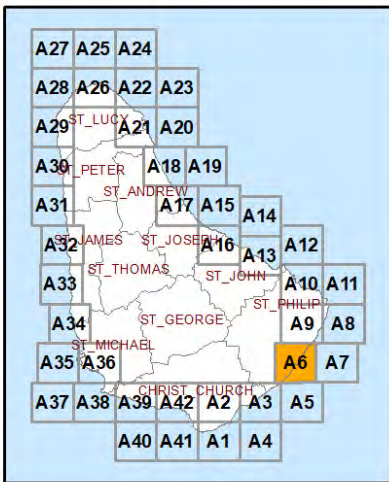 A27 A25 A24
A28 A26 A22 A23
A29 ST_LUCY A21 A20
A30 ST_PETER A18 A19
ST_ANDREW
A31 A17 A15 A14
A32 ST_JAMES ST_JOSEPH A16 A13 A12
ST_THOMAS ST_JOHN
A33 A10 A11
ST_PHILIP
A34 ST_GEORGE A9 A8
ST_MICHAEL
A35 A36 A6 A7
CHRIST_CHURCH
A37 A38 A39 A42 A2 A3 A5
A40 A41 A1 A4